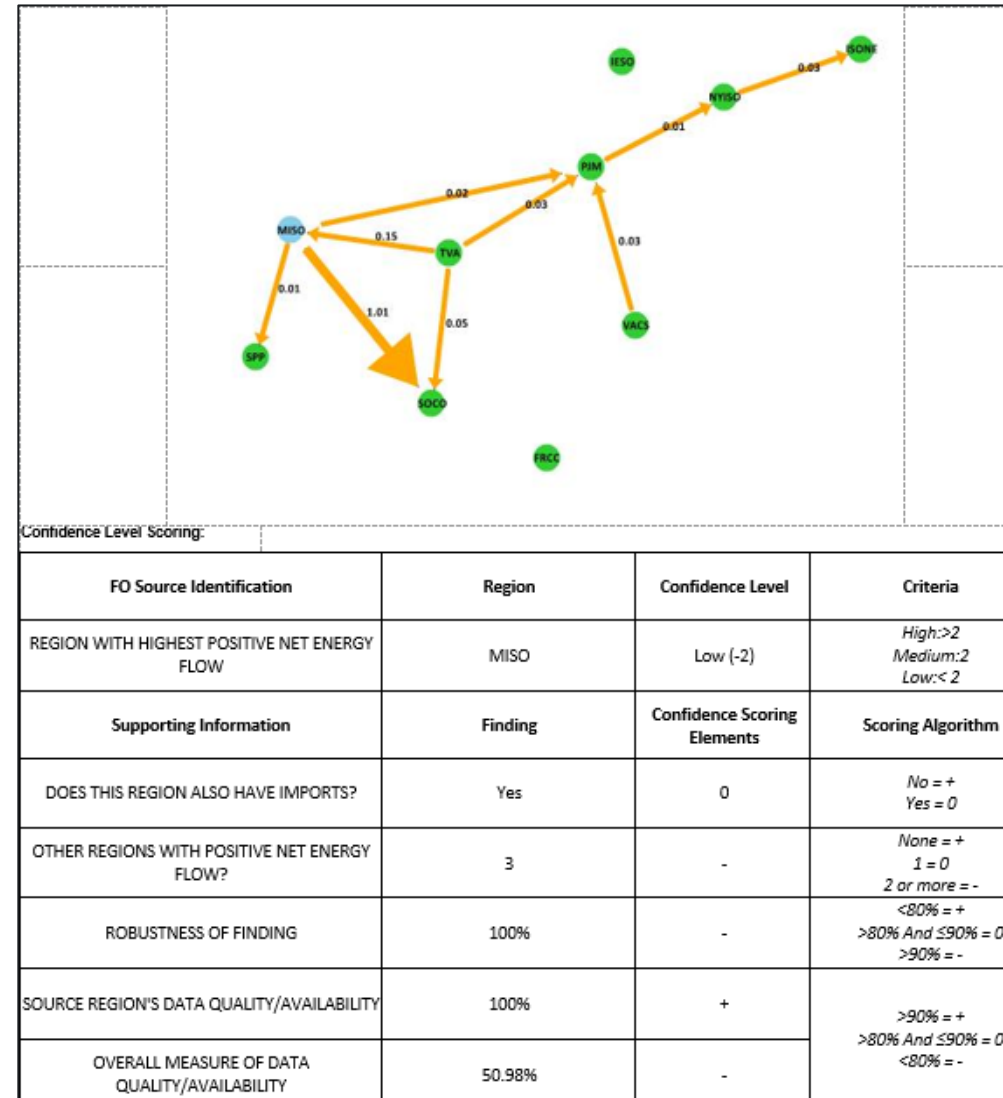 ISONE
IESO
0.03
NYISO
0.01
PJM
0.02
0.03
MISO
0.15
0.03
TVA
0.01
1.01
0.05
VACS
SPP
SOCO
FRCC
Confidence Level Scoring:
FO Source Identification
Region
Confidence Level
Criteria
REGION WITH HIGHEST POSITIVE NET ENERGY
FLOW
MISO
Low (-2)
High:>2
Medium:2
Low:< 2
Supporting Information
Finding
Confidence Scoring
Elements
Scoring Algorithm
DOES THIS REGION ALSO HAVE IMPORTS?
Yes
0
No = +
Yes = 0
OTHER REGIONS WITH POSITIVE NET ENERGY
FLOW?
3
-
None = +
1 = 0
2 or more = -
ROBUSTNESS OF FINDING
100%
-
<80% = +
>80% And ≤90% = 0
>90% = -
SOURCE REGION'S DATA QUALITY/AVAILABILITY
100%
+
>90% = +
>80% And ≤90% = 0
<80% = -
OVERALL MEASURE OF DATA
QUALITY/AVAILABILITY
50.98%
-